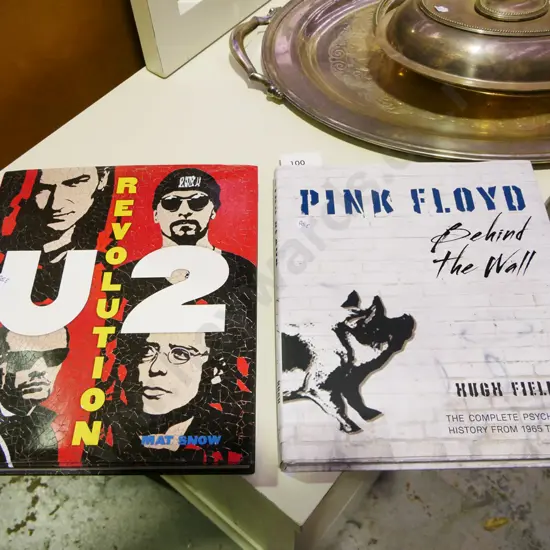 U2
REVOLUTION
MAT SNOW
100
PINK FLOYD
Behind
the Wall
HUGH FIEL
THE COMPLETE PSYCH
HISTORY FROM 1965 T